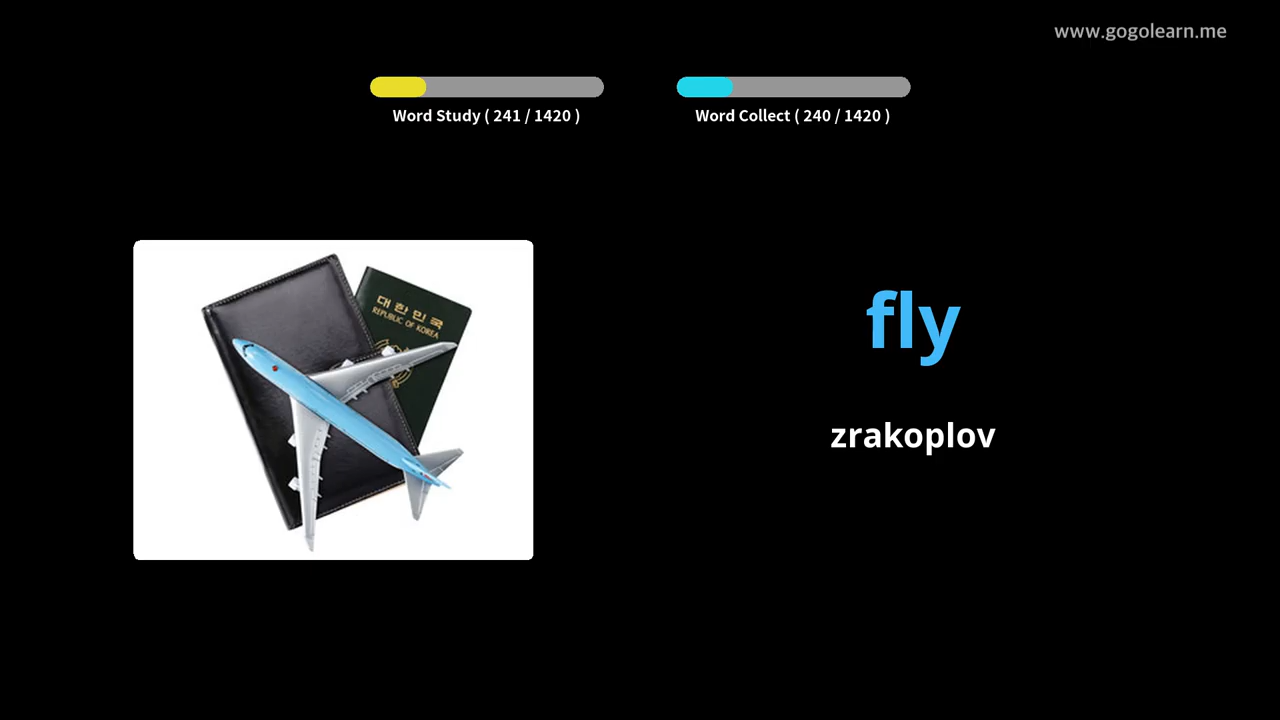 www.gogolearn.me
Word Study ( 241 / 1420 )
Word Collect ( 240 / 1420 )
대한민국
REPUBLIC OF KOREA
fly
zrakoplov